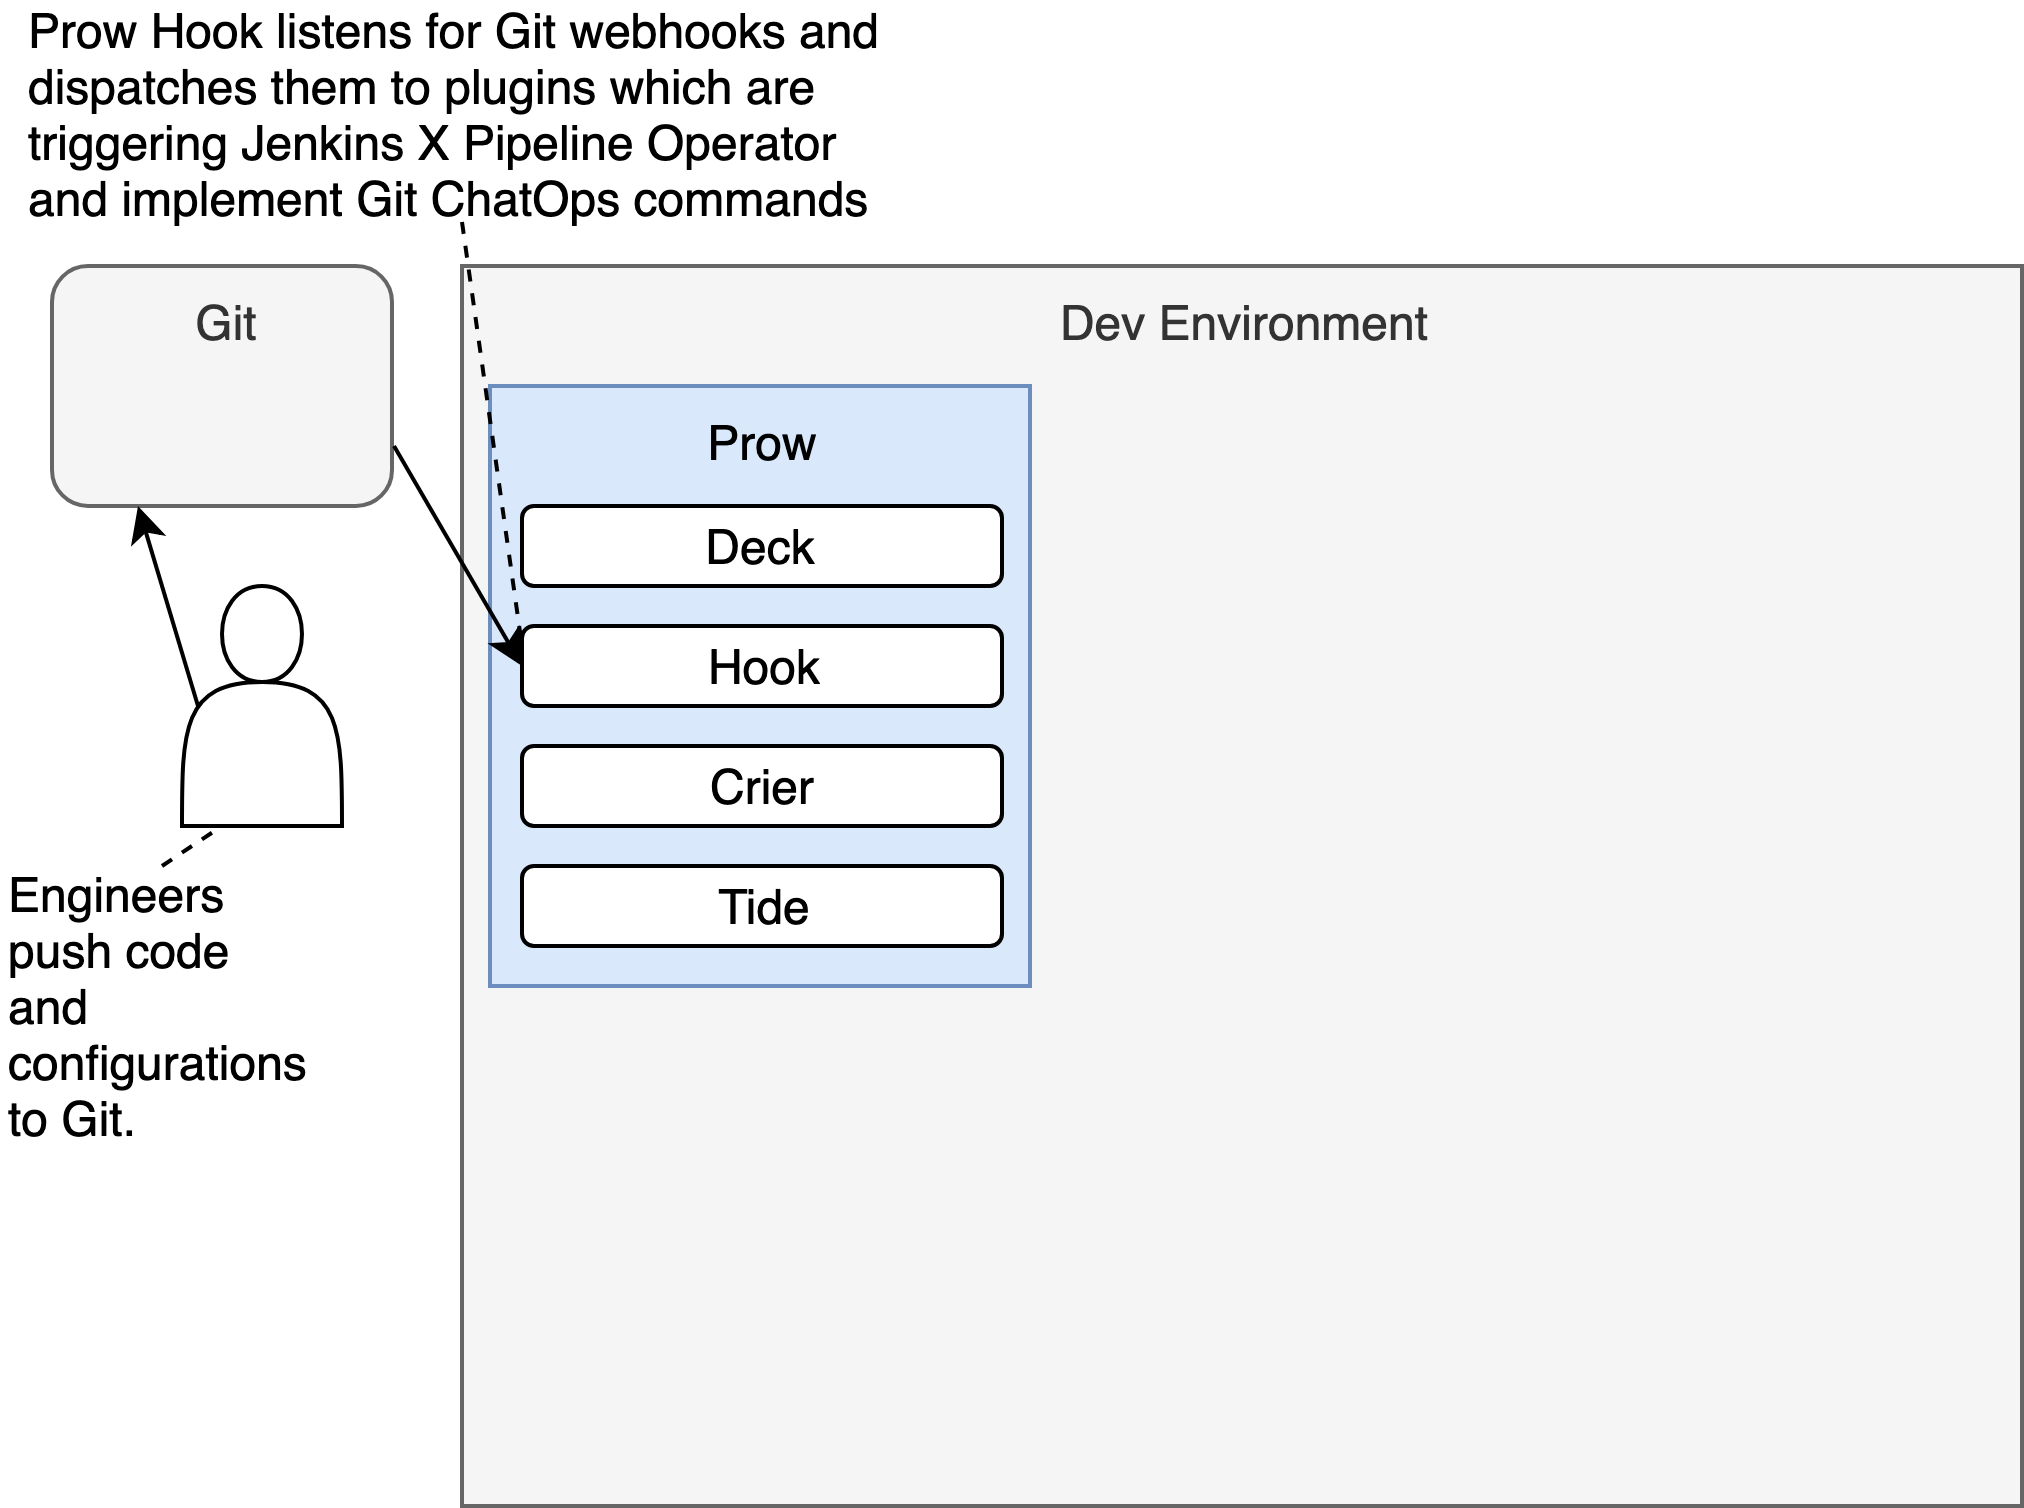 Prow Hook listens for Git webhooks and
dispatches them to plugins which are
triggering Jenkins X Pipeline Operator
and implement Git ChatOps commands
Git
Dev Environment
Prow
Deck
Hook
Crier
Tide
Engineers
push code
and
configurations
to Git.